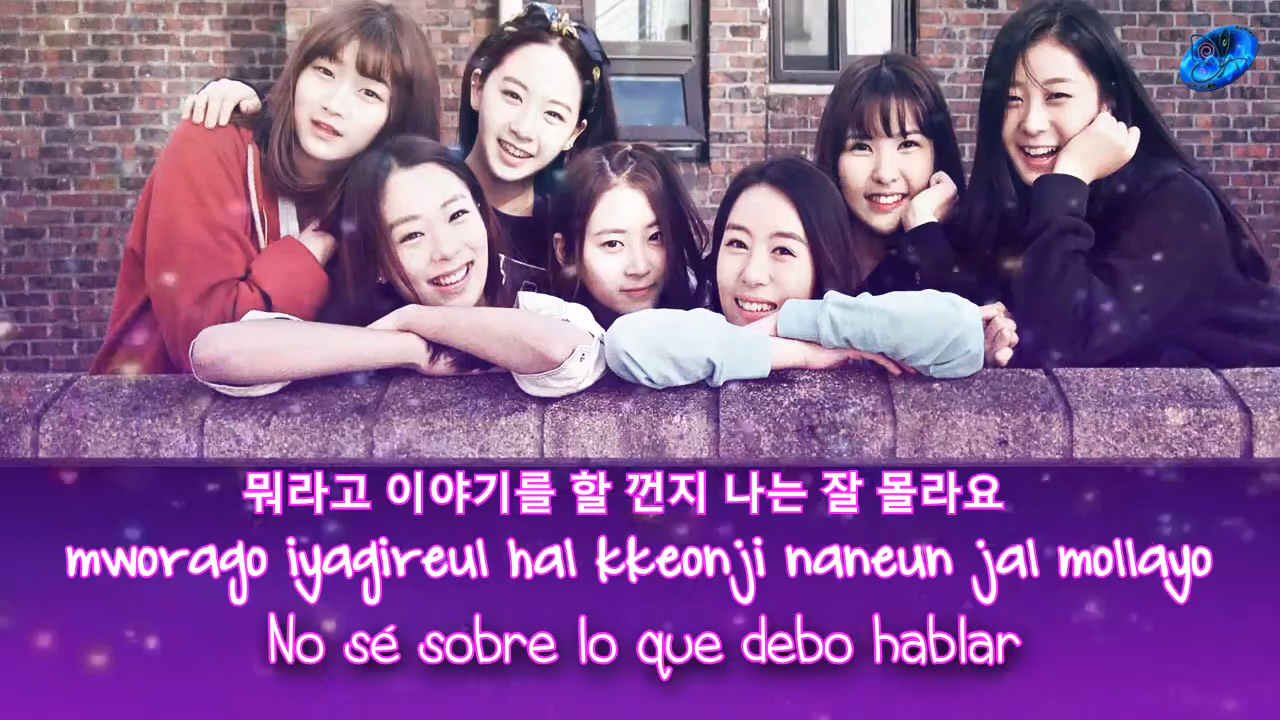 뭐라고 이야기를 할 껀지 나는 잘 몰라요
mworago iyagireul hal kkeonji naneun jal mollayo
No sé sobre lo que debo hablar